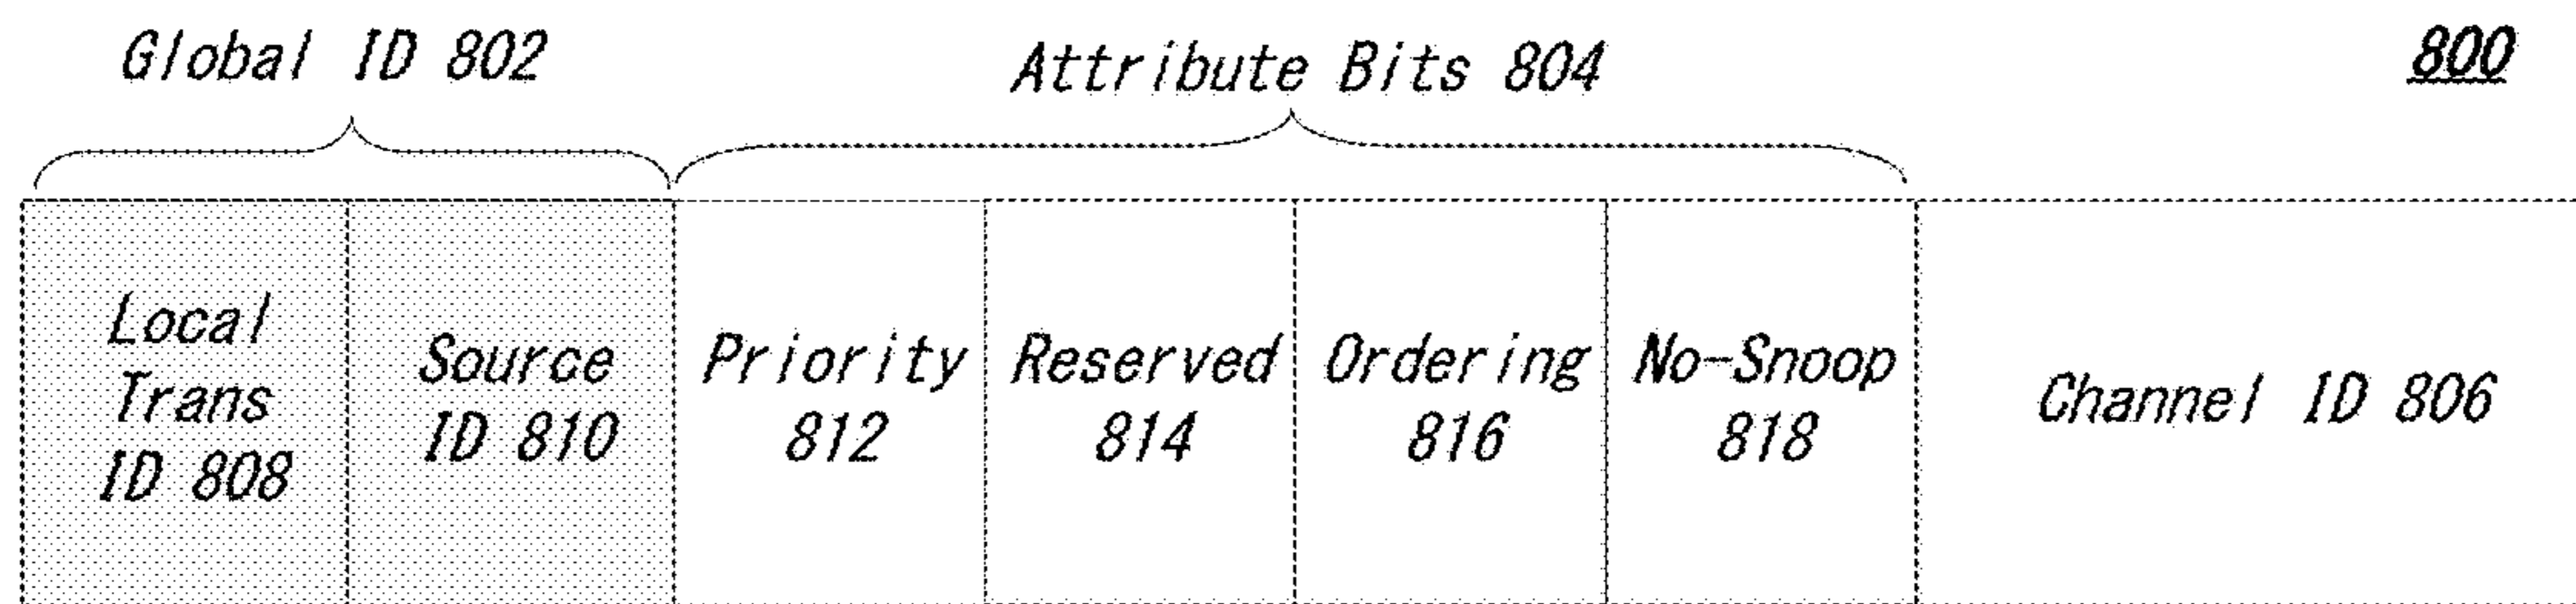 Global ID 802
Attribute Bits 804
800
Local
Trans
ID 808
Source
ID 810
Priority
812
Reserved
814
Ordering
816
No-Snoop
818
Channel ID 806